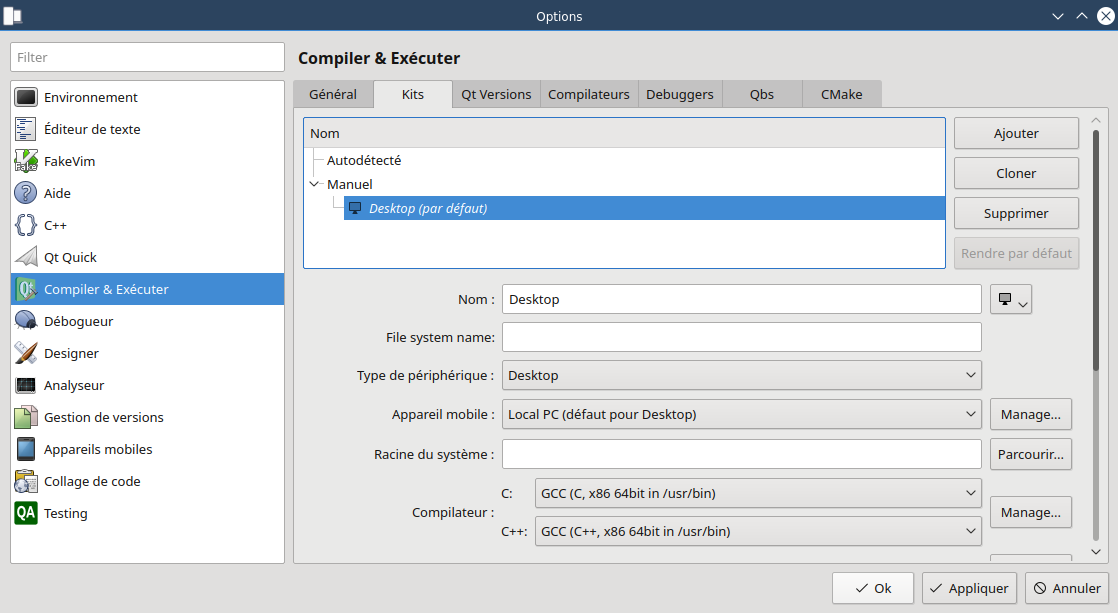 Options
Filter
Environnement
Éditeur de texte
FakeVim
Aide
C++
Qt Quick
Compiler & Exécuter
Débogueur
Designer
Analyseur
Gestion de versions
Appareils mobiles
Collage de code
QA Testing
Compiler & Exécuter
Général Kits Qt Versions Compilateurs Debuggers Qbs CMake
Nom
Autodétecté
Manuel
Desktop (par défaut)
Ajouter
Cloner
Supprimer
Rendre par défaut
Nom : Desktop
File system name:
Type de périphérique : Desktop
Appareil mobile : Local PC (défaut pour Desktop) Manage...
Racine du système : Parcourir...
Compilateur :
C: GCC (C, x86 64bit in /usr/bin)
C++: GCC (C++, x86 64bit in /usr/bin)
Manage...
Ok Appliquer Annuler